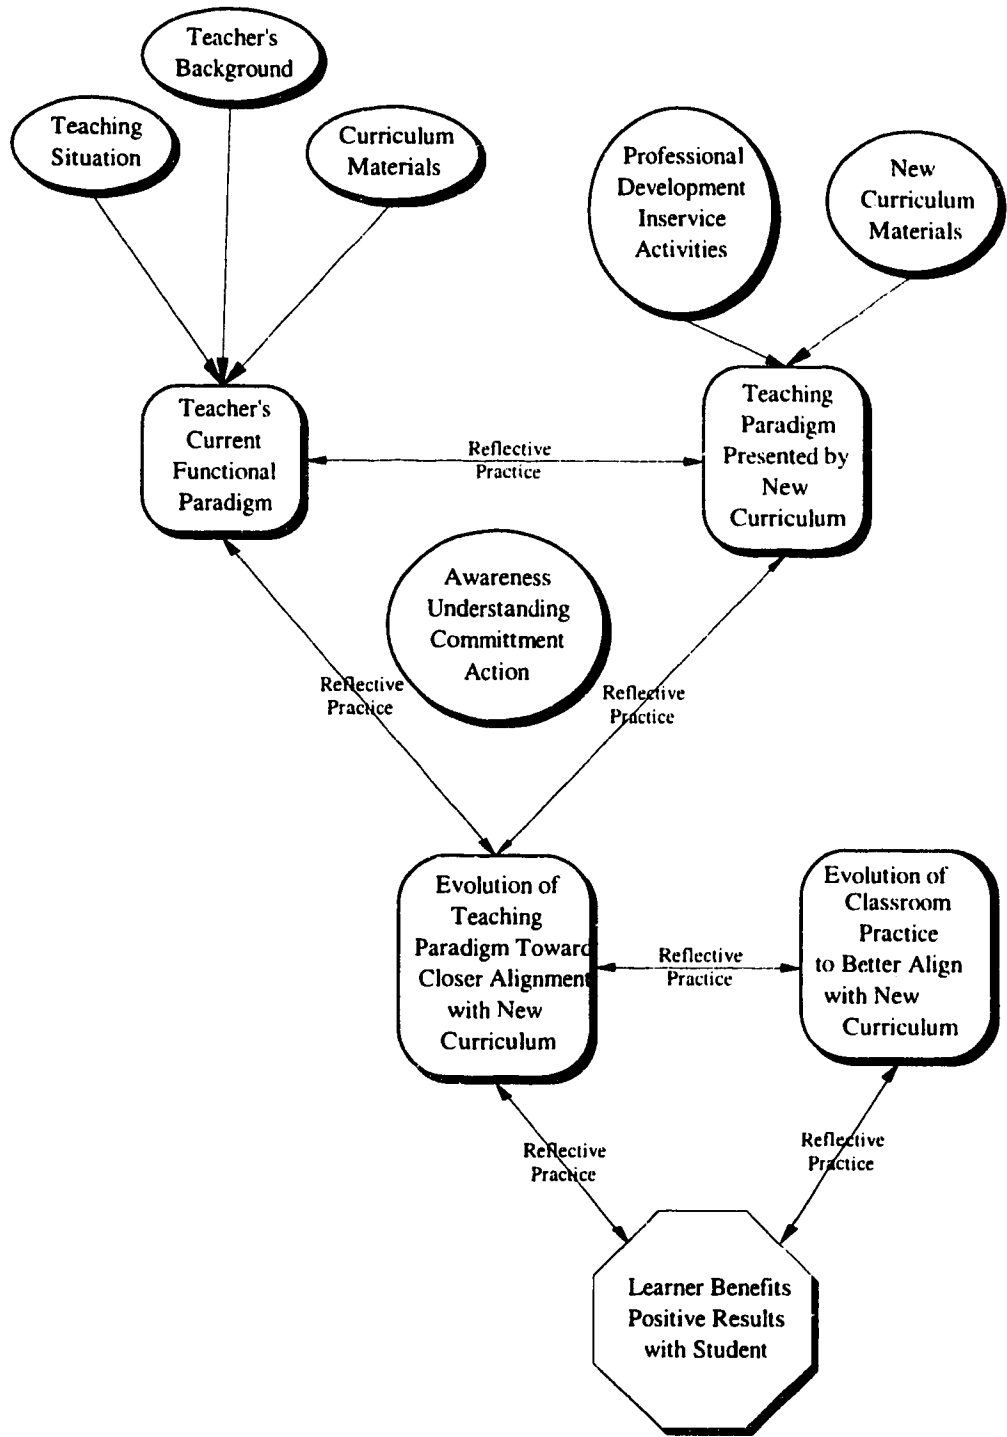 Teacher's
Background
Teaching
Situation
Curriculum
Materials
Professional
Development
Inservice
Activities
New
Curriculum
Materials
Teacher's
Current
Functional
Paradigm
Reflective
Practice
Teaching
Paradigm
Presented by
New
Curriculum
Awareness
Understanding
Committment
Action
Reflective
Practice
Reflective
Practice
Evolution of
Teaching
Paradigm Toward
Closer Alignment
with New
Curriculum
Reflective
Practice
Evolution of
Classroom
Practice
to Better Align
with New
Curriculum
Reflective
Practice
Reflective
Practice
Learner Benefits
Positive Results
with Student